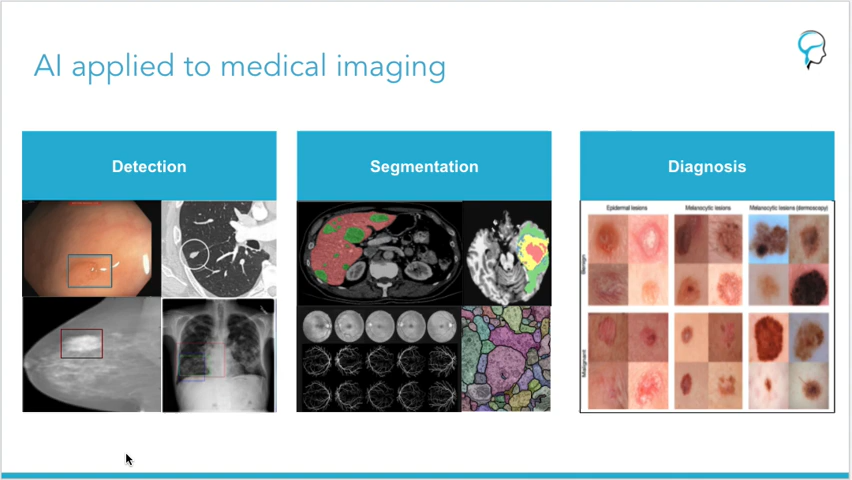 AI applied to medical imaging
Detection
Segmentation
Diagnosis
Epidermal lesions
Melanocytic lesions
Melanocytic lesions (dermoscopy)
Benign
Malignant